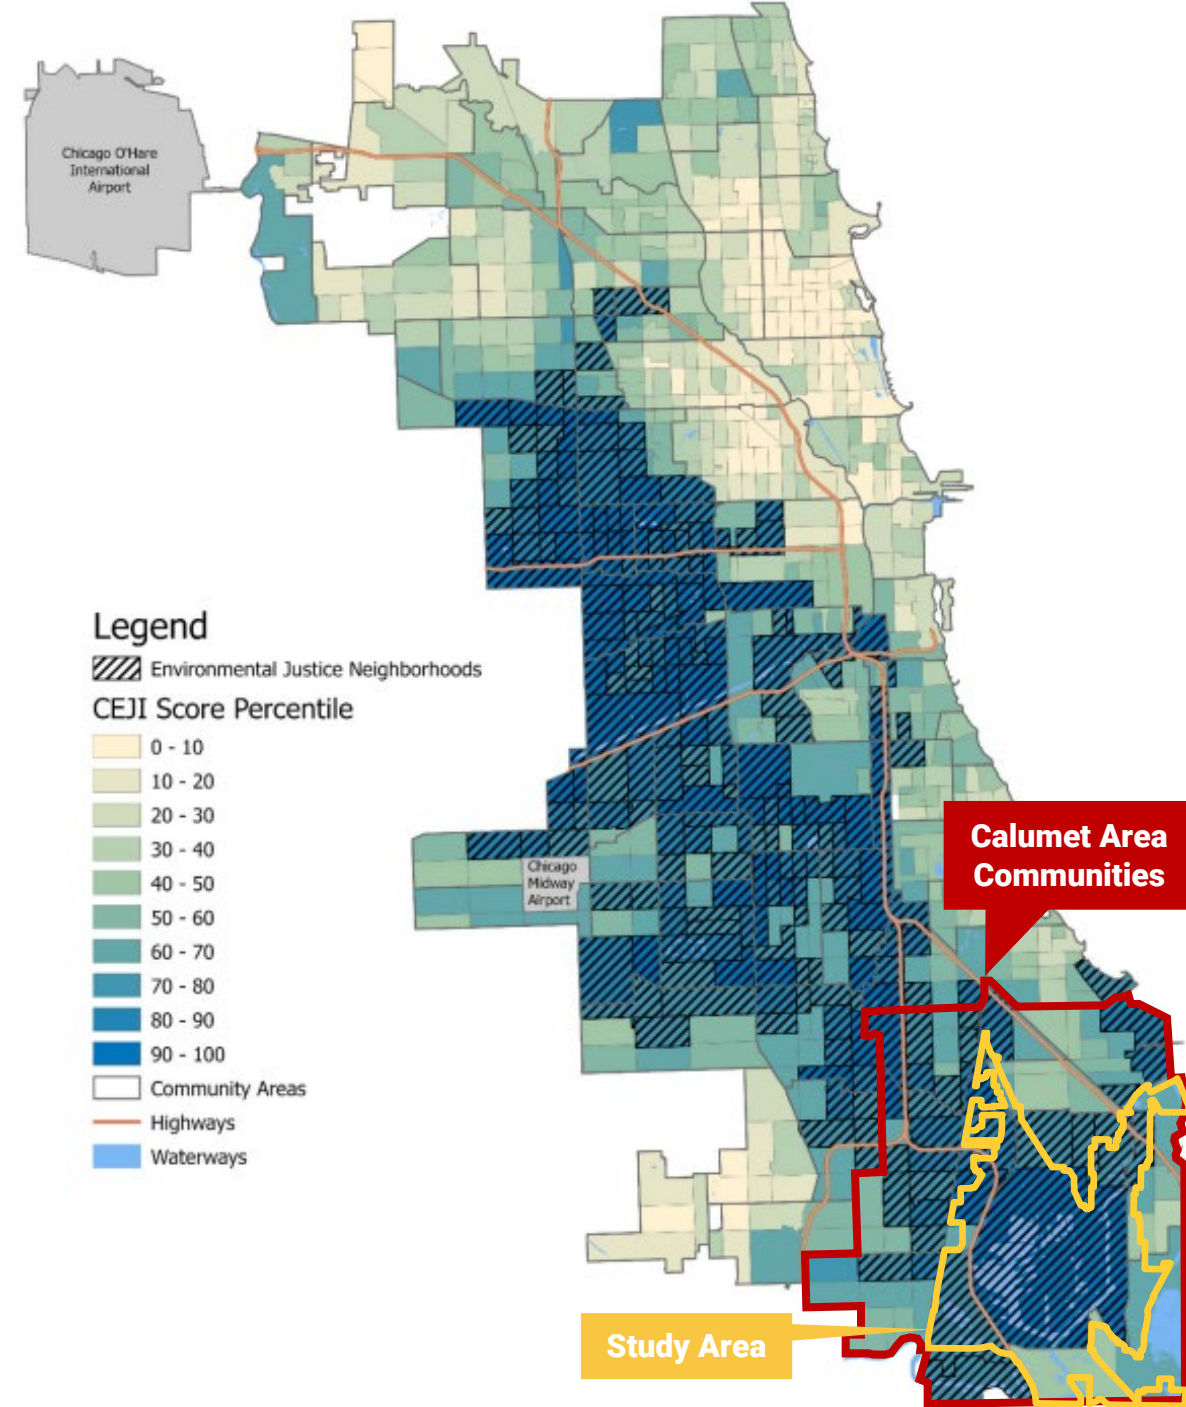 Chicago O'Hare
International
Airport
Legend
Environmental Justice Neighborhoods
CEJI Score Percentile
0 - 10
10 - 20
20 - 30
30 - 40
40 - 50
50 - 60
60 - 70
70 - 80
80 - 90
90 - 100
Community Areas
Highways
Waterways
Chicago
Midway
Airport
Calumet Area
Communities
Study Area